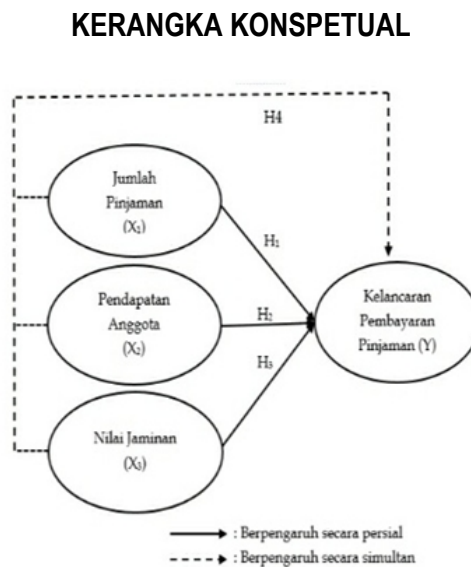 KERANGKA KONSPETUAL
H4
Jumlah
Pinjaman
(X₁)
H₁
Pendapatan
Anggota
(X₂)
H₂
Kelancaran
Pembayaran
Pinjaman (Y)
H₃
Nilai Jaminan
(X₃)
: Berpengaruh secara persial
: Berpengaruh secara simultan